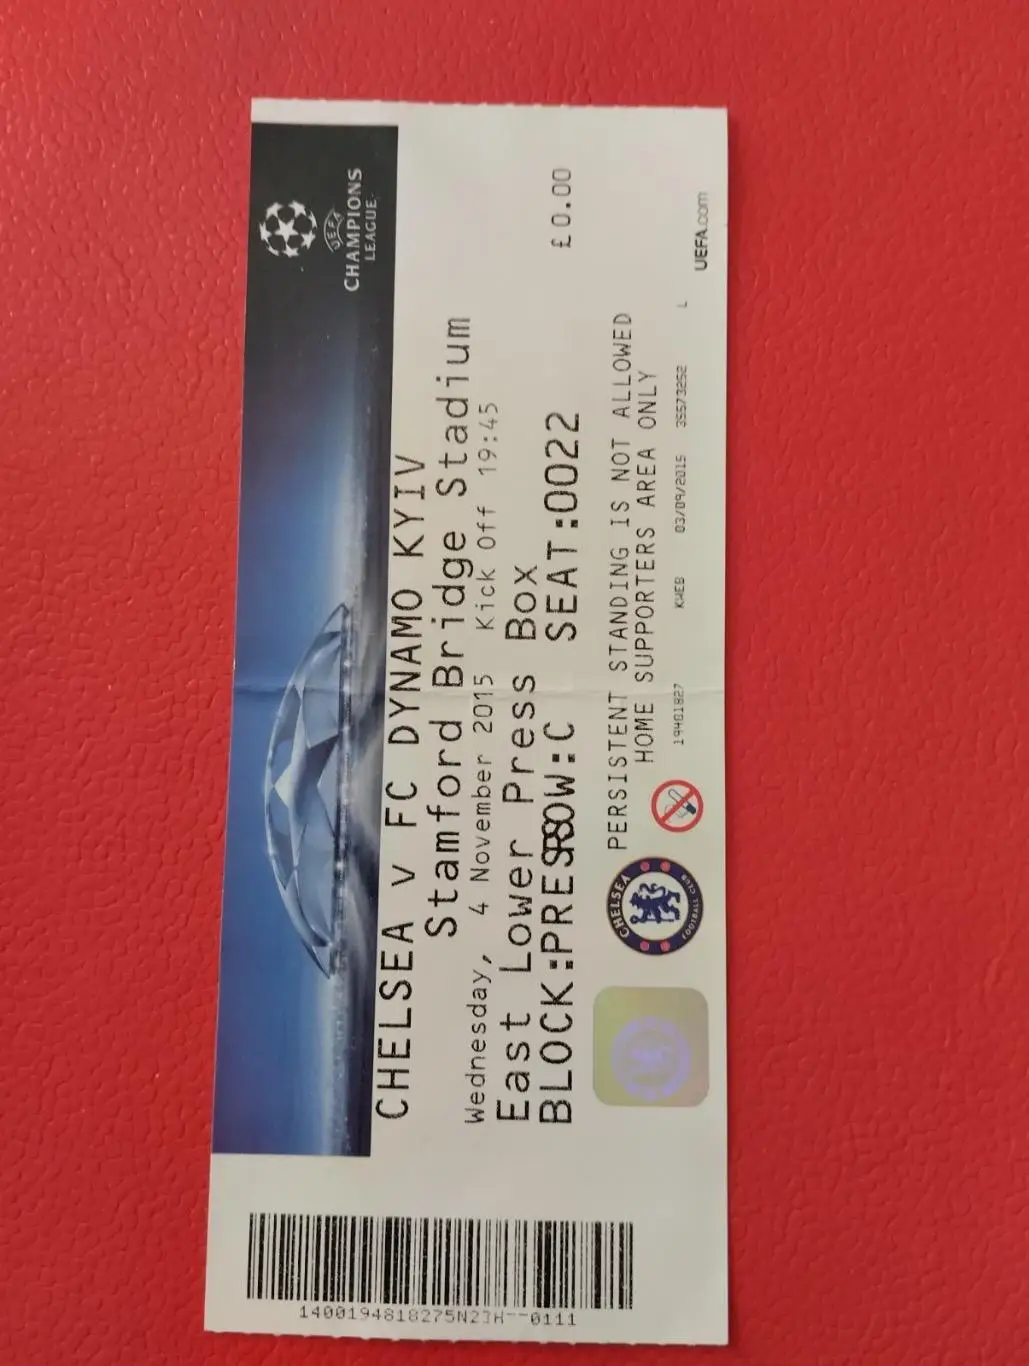 UEFA
CHAMPIONS
LEAGUE
CHELSEA v FC DYNAMO KYIV
Stamford Bridge Stadium
Wednesday, 4 November 2015 Kick Off 19:45
East Lower Press Box
BLOCK: ROW:C SEAT:0022
£0.00
PERSISTENT STANDING IS NOT ALLOWED
HOME SUPPORTERS AREA ONLY
KWEB 03/09/2015 35573252 L
UEFA.com
CHELSEA
FOOTBALL CLUB